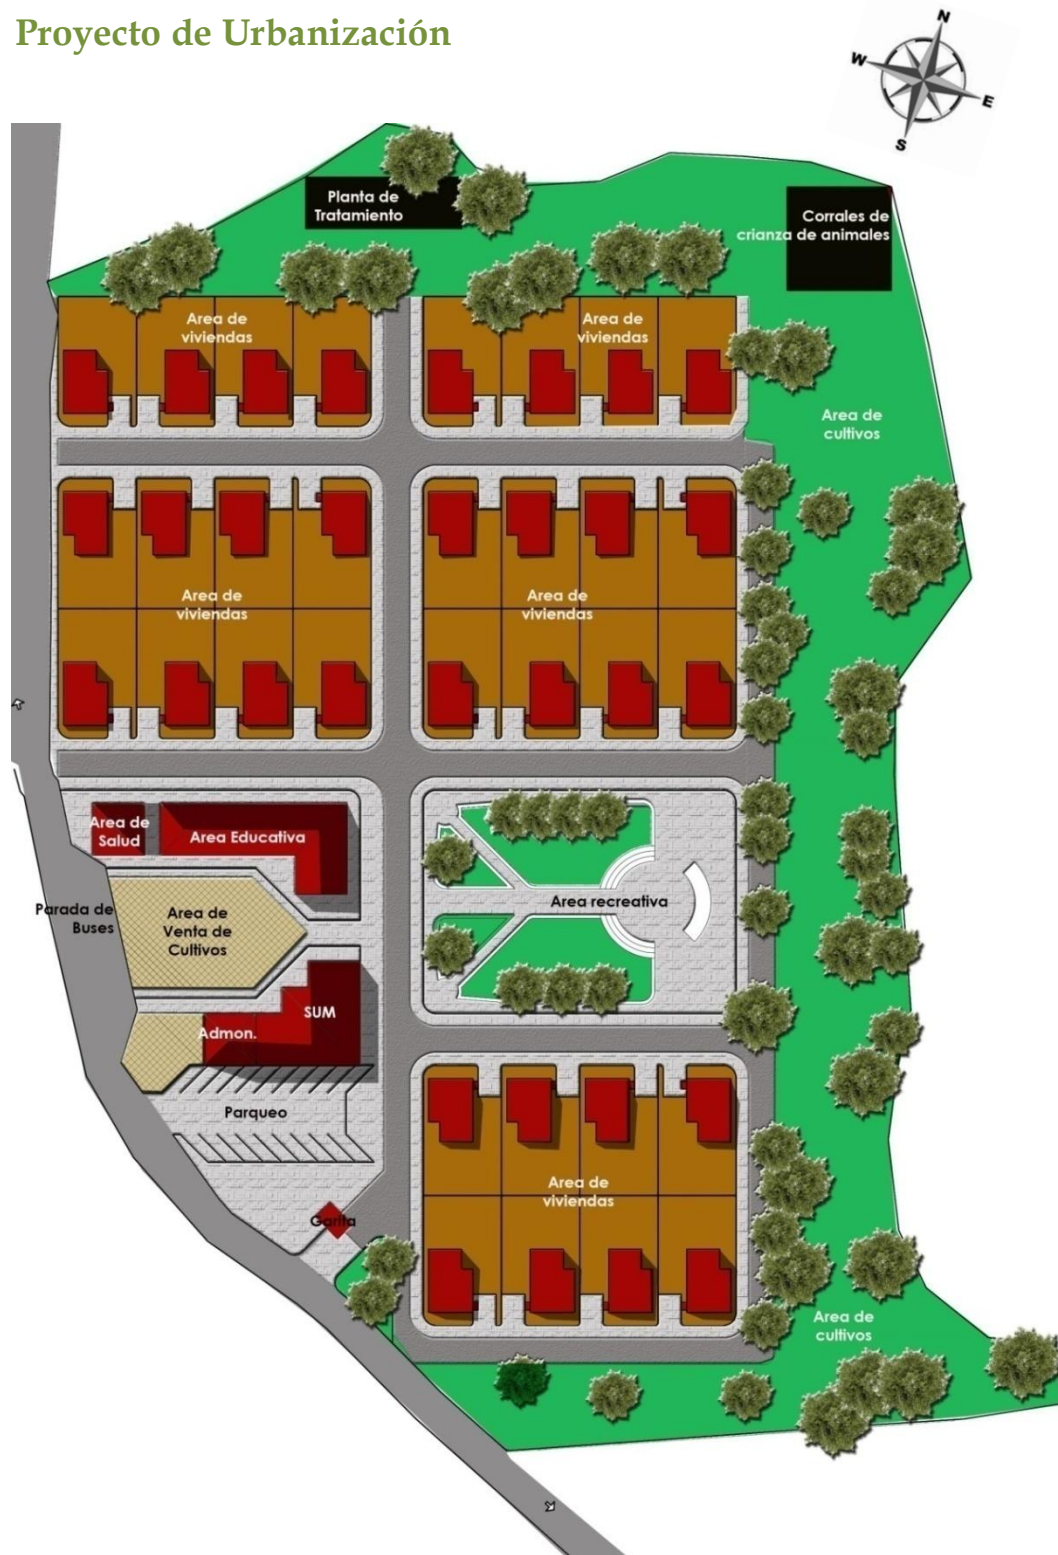 Proyecto de Urbanización
N
W
E
S
Planta de
Tratamiento
Corrales de
crianza de animales
Area de
viviendas
Area de
viviendas
Area de
cultivos
Area de
viviendas
Area de
viviendas
Area de
Salud
Area Educativa
Parada de
Buses
Area de
Venta de
Cultivos
Area recreativa
SUM
Admon.
Parqueo
Area de
viviendas
Garita
Area de
cultivos